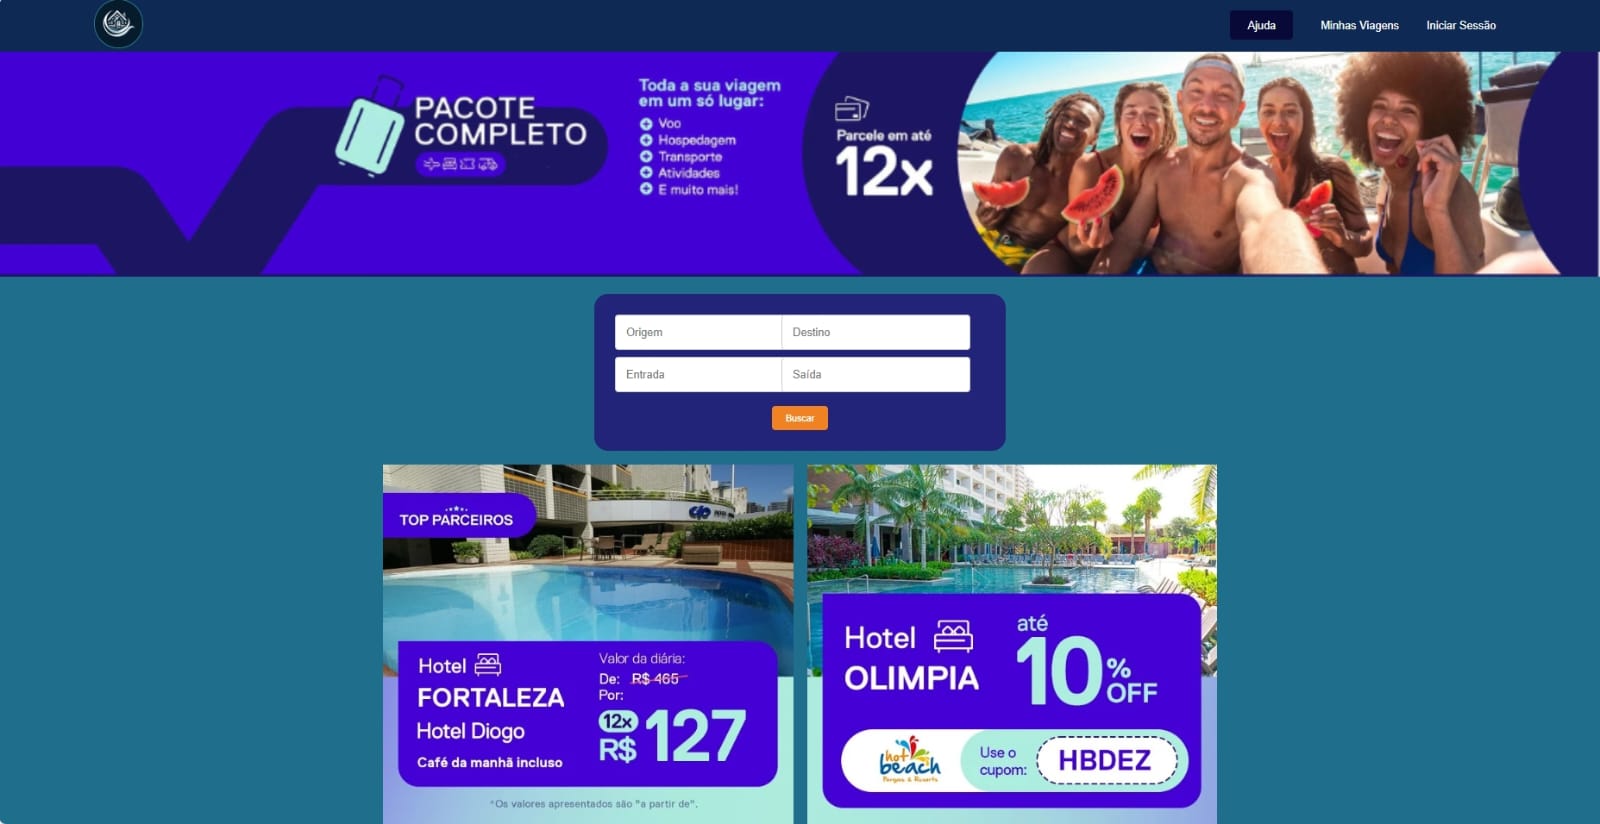 Ajuda
Minhas Viagens
Iniciar Sessão
PACOTE
COMPLETO
Toda a sua viagem
em um só lugar:
Voo
Hospedagem
Transporte
Atividades
E muito mais!
Parcele em até
12x
Origem
Destino
Entrada
Saída
Buscar
TOP PARCEIROS
Hotel
FORTALEZA
Hotel Diogo
Café da manhã incluso
Valor da diária:
De: R$ 465
Por:
12x
R$ 127
*Os valores apresentados são "a partir de".
Hotel
OLIMPIA
até
10%
OFF
hot
beach
Parques & Resorts
Use o
cupom:
HBDEZ